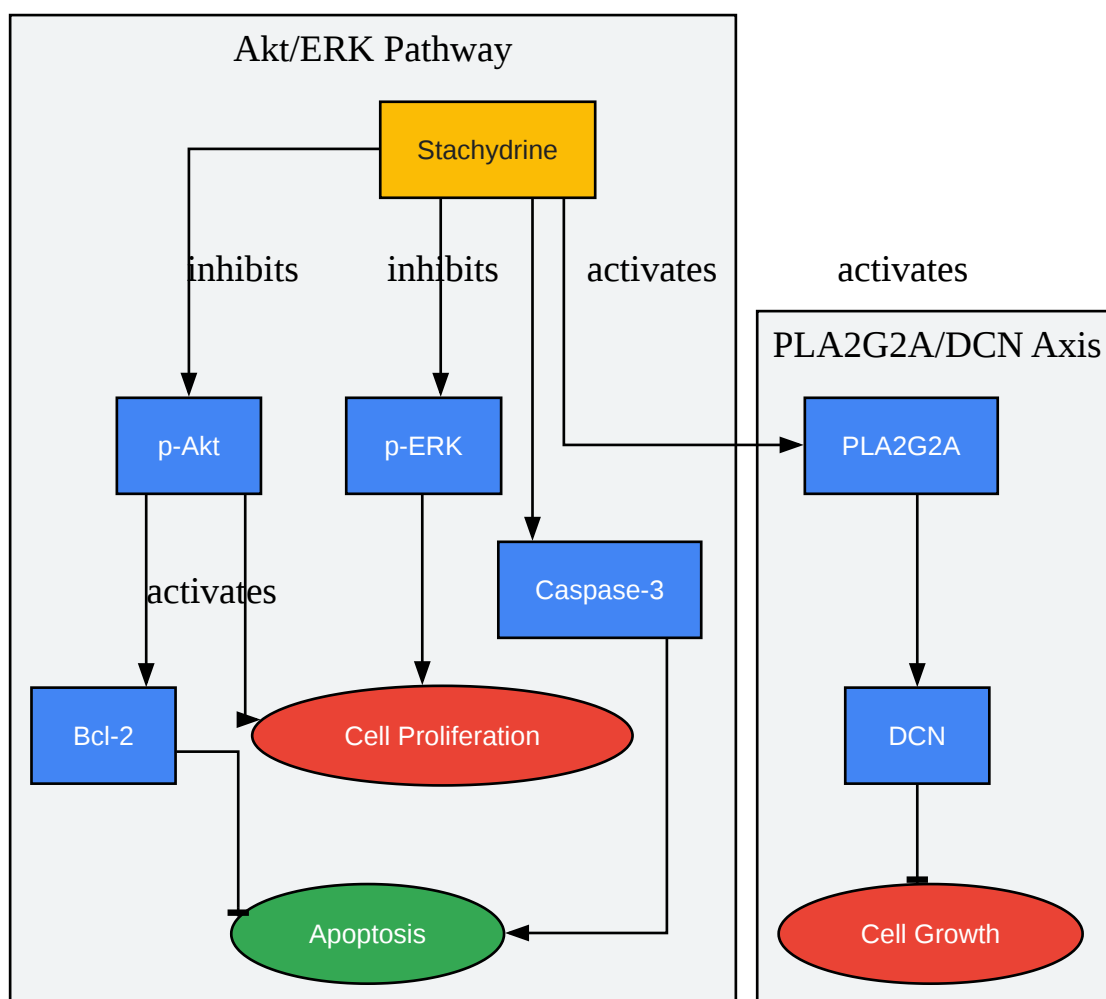 Akt/ERK Pathway
Stachydrine
inhibits
inhibits
activates
activates
PLA2G2A/DCN Axis
p-Akt
p-ERK
PLA2G2A
Caspase-3
activates
Bcl-2
Cell Proliferation
DCN
Apoptosis
Cell Growth